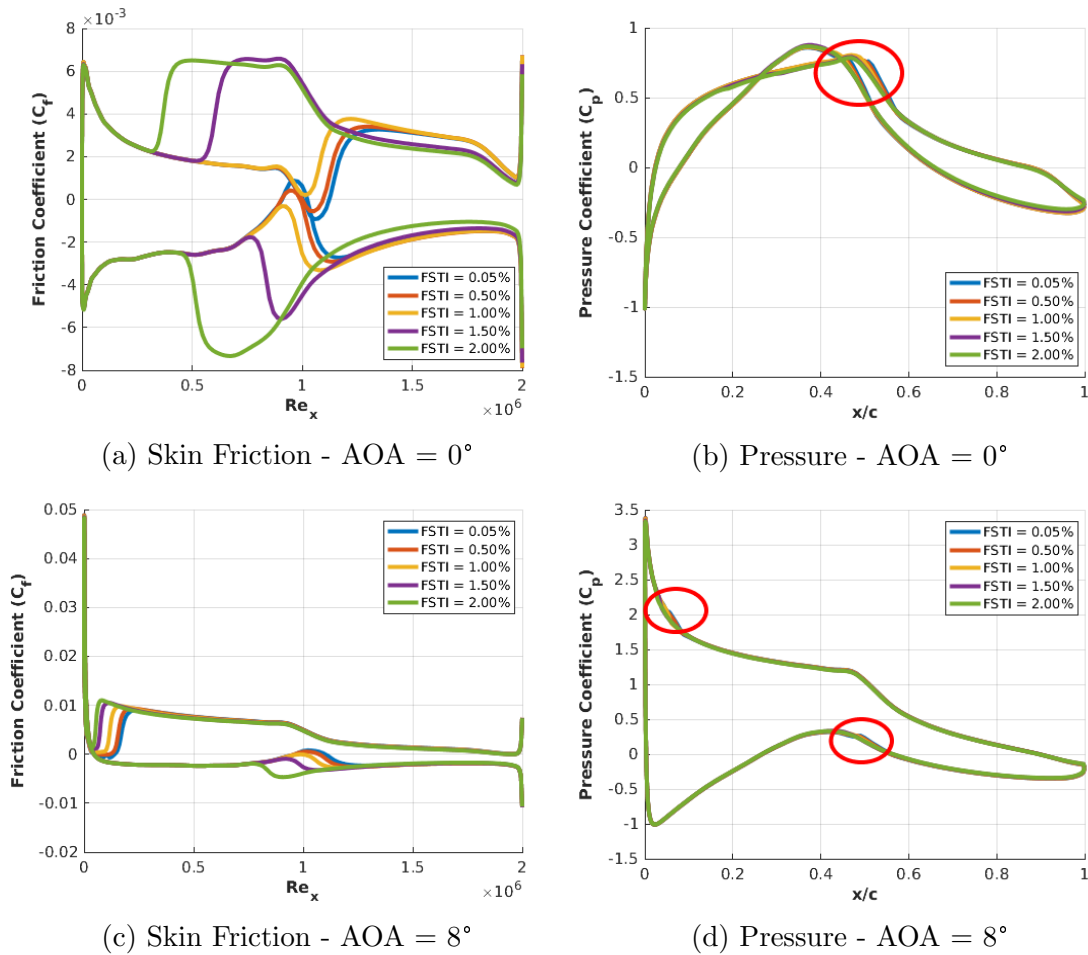 ×10⁻³
8
6
4
2
0
-2
-4
-6
-8
Friction Coefficient (C_f)
FSTI = 0.05%
FSTI = 0.50%
FSTI = 1.00%
FSTI = 1.50%
FSTI = 2.00%
0 0.5 1 1.5 2
Re_x
×10⁶
(a) Skin Friction - AOA = 0°
1
0.5
0
-0.5
-1
-1.5
Pressure Coefficient (C_p)
FSTI = 0.05%
FSTI = 0.50%
FSTI = 1.00%
FSTI = 1.50%
FSTI = 2.00%
0 0.2 0.4 0.6 0.8 1
x/c
(b) Pressure - AOA = 0°
0.05
0.04
0.03
0.02
0.01
0
-0.01
-0.02
Friction Coefficient (C_f)
FSTI = 0.05%
FSTI = 0.50%
FSTI = 1.00%
FSTI = 1.50%
FSTI = 2.00%
0 0.5 1 1.5 2
Re_x
×10⁶
(c) Skin Friction - AOA = 8°
3.5
3
2.5
2
1.5
1
0.5
0
-0.5
-1
-1.5
Pressure Coefficient (C_p)
FSTI = 0.05%
FSTI = 0.50%
FSTI = 1.00%
FSTI = 1.50%
FSTI = 2.00%
0 0.2 0.4 0.6 0.8 1
x/c
(d) Pressure - AOA = 8°